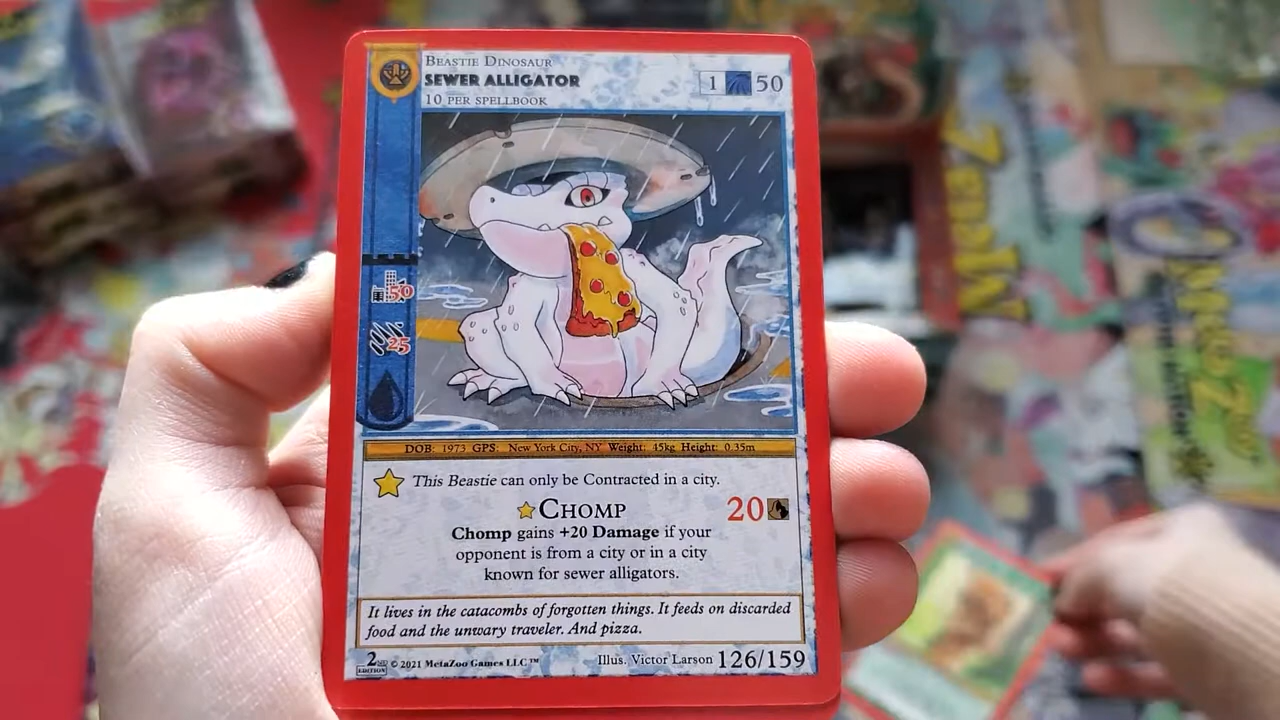 BEASTIE DINOSAUR
SEWER ALLIGATOR
1 50
10 PER SPELLBOOK
50
25
DOB: 1973 GPS: New York City, NY Weight: 45kg Height: 0.35m
This Beastie can only be Contracted in a city.
CHOMP 20
Chomp gains +20 Damage if your
opponent is from a city or in a city
known for sewer alligators.
It lives in the catacombs of forgotten things. It feeds on discarded
food and the unwary traveler. And pizza.
2ND EDITION © 2021 MetaZoo Games LLC™ Illus. Victor Larson 126/159